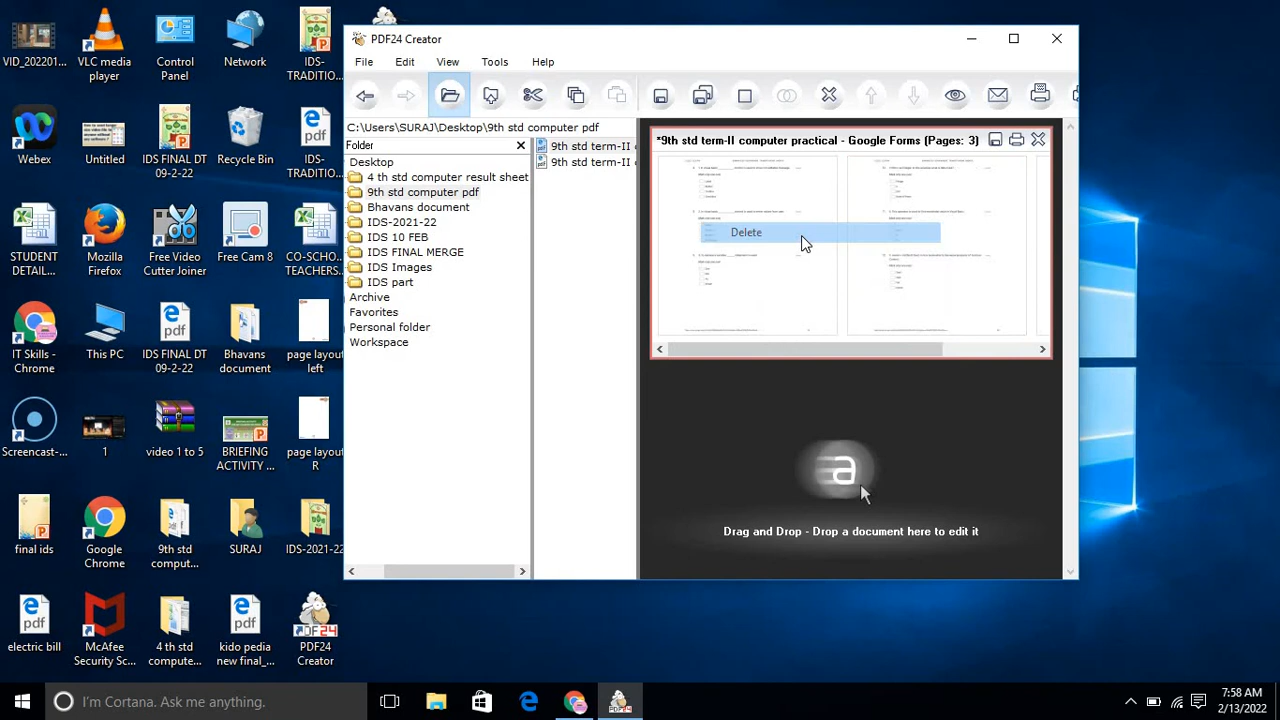 VID_202201...
VLC media
player
Control
Panel
Network
IDS-
TRADITIO...
Webex
Untitled
IDS FINAL DT
09-2-22
Recycle Bin
IDS-
TRADITIO...
Mozilla
Firefox
Free Video
Cutter Jo...
Freecam 8
CO-SCHO...
TEACHERS...
IT Skills -
Chrome
This PC
IDS FINAL DT
09-2-22
Bhavans
document
page layout
left
Screencast-...
1
video 1 to 5
BRIEFING
ACTIVITY ...
page layout
R
final ids
Google
Chrome
9th std
comput...
SURAJ
IDS-2021-22
electric bill
McAfee
Security Sc...
4 th std
compute...
kido pedia
new final_...
PDF24
Creator
PDF24 Creator
File Edit View Tools Help
C:\Users\SURAJ\Desktop\9th std computer pdf
Folder
Desktop
4 th std computer result sheet
9th std computer pdf
Bhavans document
IDS-2021-22
IDS 10 FEB
IDS FINAL PAGE
IDS Images
IDS part
Archive
Favorites
Personal folder
Workspace
9th std term-II
9th std term-II
*9th std term-II computer practical - Google Forms (Pages: 3)
Delete
a
Drag and Drop - Drop a document here to edit it
I'm Cortana. Ask me anything.
7:58 AM
2/13/2022